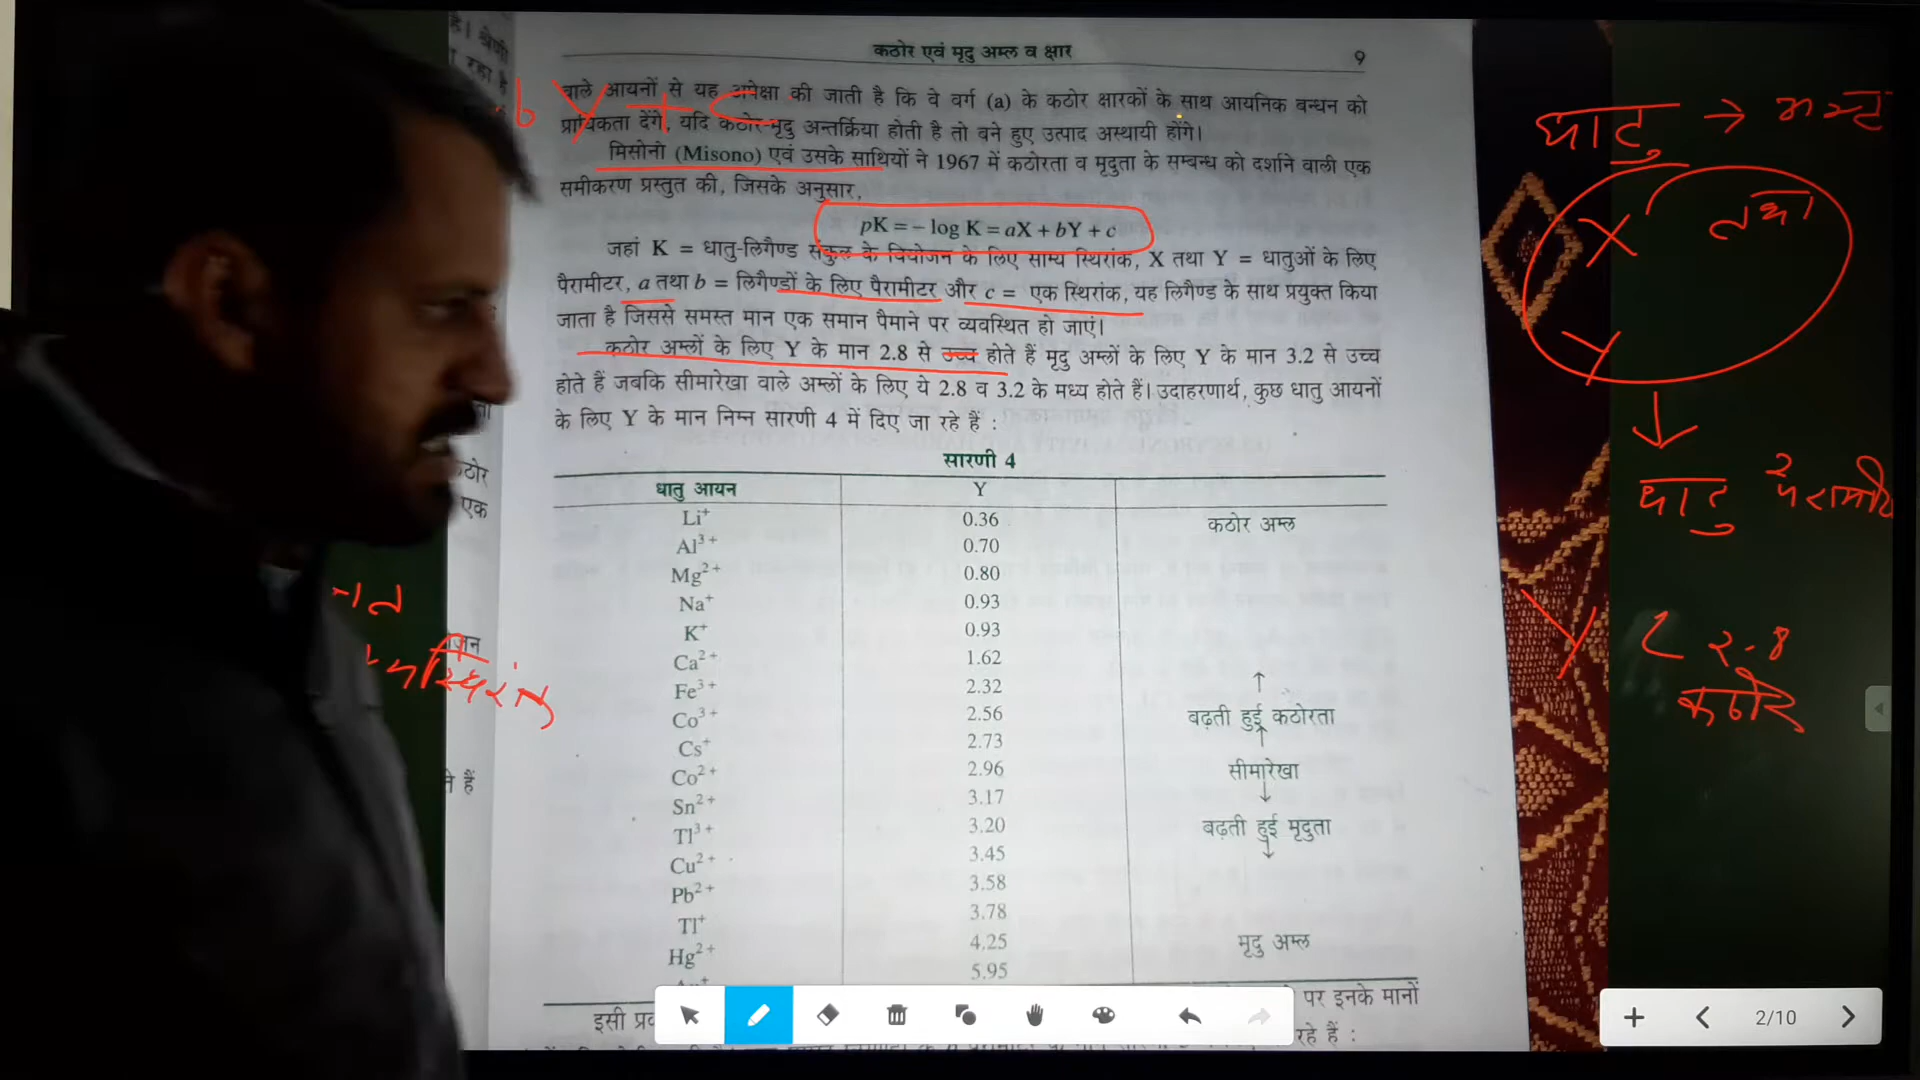 कठोर एवं मृदु अम्ल व क्षार
9
वाले आयनों से यह अपेक्षा की जाती है कि वे वर्ग (a) के कठोर क्षारकों के साथ आयनिक बन्धन को
प्राथिकता देंगे, यदि कठोर-मृदु अन्तर्क्रिया होती है तो बने हुए उत्पाद अस्थायी होंगे।
मिसोनो (Misono) एवं उसके साथियों ने 1967 में कठोरता व मृदुता के सम्बन्ध को दर्शाने वाली एक
समीकरण प्रस्तुत की, जिसके अनुसार,
pK = – log K = aX + bY + c
जहां K = धातु-लिगैण्ड संकुल के वियोजन के लिए साम्य स्थिरांक, X तथा Y = धातुओं के लिए
पैरामीटर, a तथा b = लिगैण्डों के लिए पैरामीटर और c = एक स्थिरांक, यह लिगैण्ड के साथ प्रयुक्त किया
जाता है जिससे समस्त मान एक समान पैमाने पर व्यवस्थित हो जाएं।
कठोर अम्लों के लिए Y के मान 2.8 से उच्च होते हैं मृदु अम्लों के लिए Y के मान 3.2 से उच्च
होते हैं जबकि सीमारेखा वाले अम्लों के लिए ये 2.8 व 3.2 के मध्य होते हैं। उदाहरणार्थ, कुछ धातु आयनों
के लिए Y के मान निम्न सारणी 4 में दिए जा रहे हैं :
सारणी 4
धातु आयन Y
Li⁺ 0.36 कठोर अम्ल
Al³⁺ 0.70
Mg²⁺ 0.80
Na⁺ 0.93
K⁺ 0.93
Ca²⁺ 1.62
Fe³⁺ 2.32 ↑
Co³⁺ 2.56 बढ़ती हुई कठोरता
Cs⁺ 2.73 ↑
Co²⁺ 2.96 सीमारेखा
Sn²⁺ 3.17 ↓
Tl³⁺ 3.20 बढ़ती हुई मृदुता
Cu²⁺ 3.45 ↓
Pb²⁺ 3.58
Tl⁺ 3.78
Hg²⁺ 4.25 मृदु अम्ल
5.95
पर इनके मानों
इसी
रहे हैं :
b Y + C
धातु →
X तथा
Y
↓
धातु
Y < 2.8
कठोर
2/10